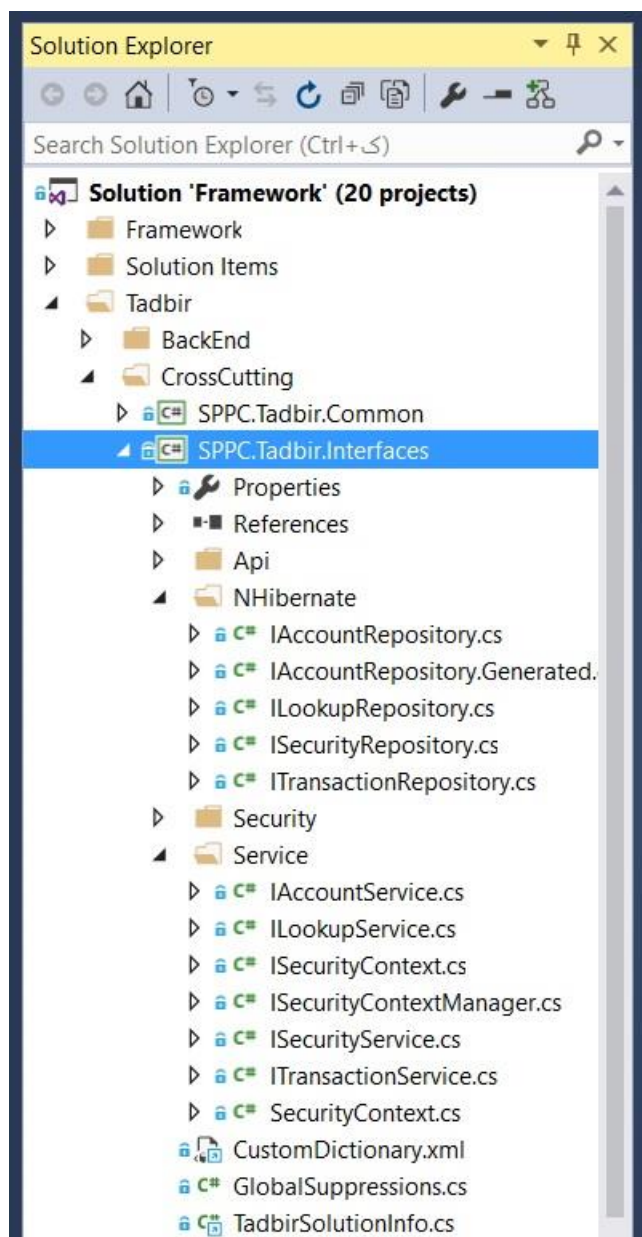 Solution Explorer
Search Solution Explorer (Ctrl+ک)
Solution 'Framework' (20 projects)
Framework
Solution Items
Tadbir
BackEnd
CrossCutting
C# SPPC.Tadbir.Common
C# SPPC.Tadbir.Interfaces
Properties
References
Api
NHibernate
C# IAccountRepository.cs
C# IAccountRepository.Generated.
C# ILookupRepository.cs
C# ISecurityRepository.cs
C# ITransactionRepository.cs
Security
Service
C# IAccountService.cs
C# ILookupService.cs
C# ISecurityContext.cs
C# ISecurityContextManager.cs
C# ISecurityService.cs
C# ITransactionService.cs
C# SecurityContext.cs
CustomDictionary.xml
C# GlobalSuppressions.cs
C# TadbirSolutionInfo.cs